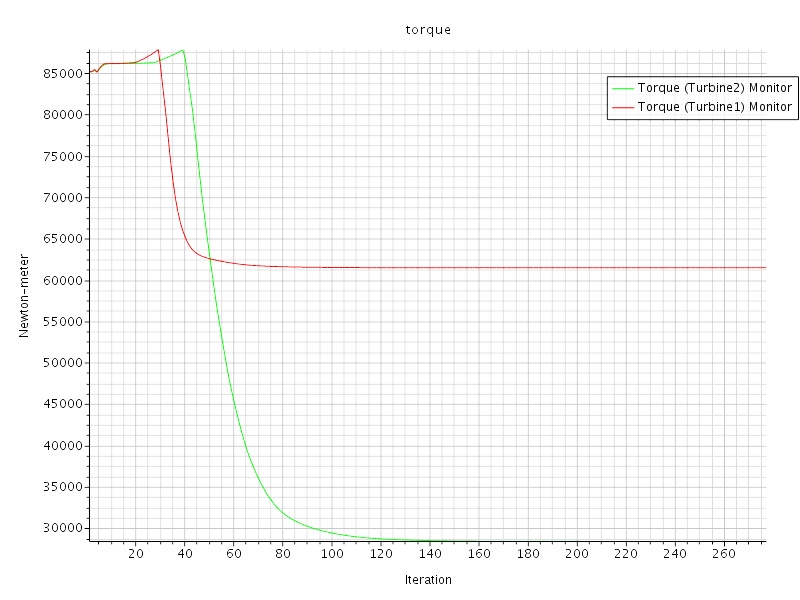 torque
Torque (Turbine2) Monitor
Torque (Turbine1) Monitor
Newton-meter
85000
80000
75000
70000
65000
60000
55000
50000
45000
40000
35000
30000
20 40 60 80 100 120 140 160 180 200 220 240 260
Iteration